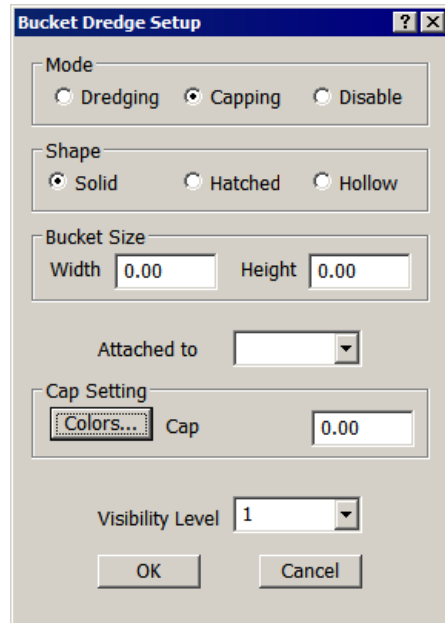 Bucket Dredge Setup
Mode
Dredging Capping Disable
Shape
Solid Hatched Hollow
Bucket Size
Width 0.00 Height 0.00
Attached to
Cap Setting
Colors... Cap 0.00
Visibility Level 1
OK Cancel